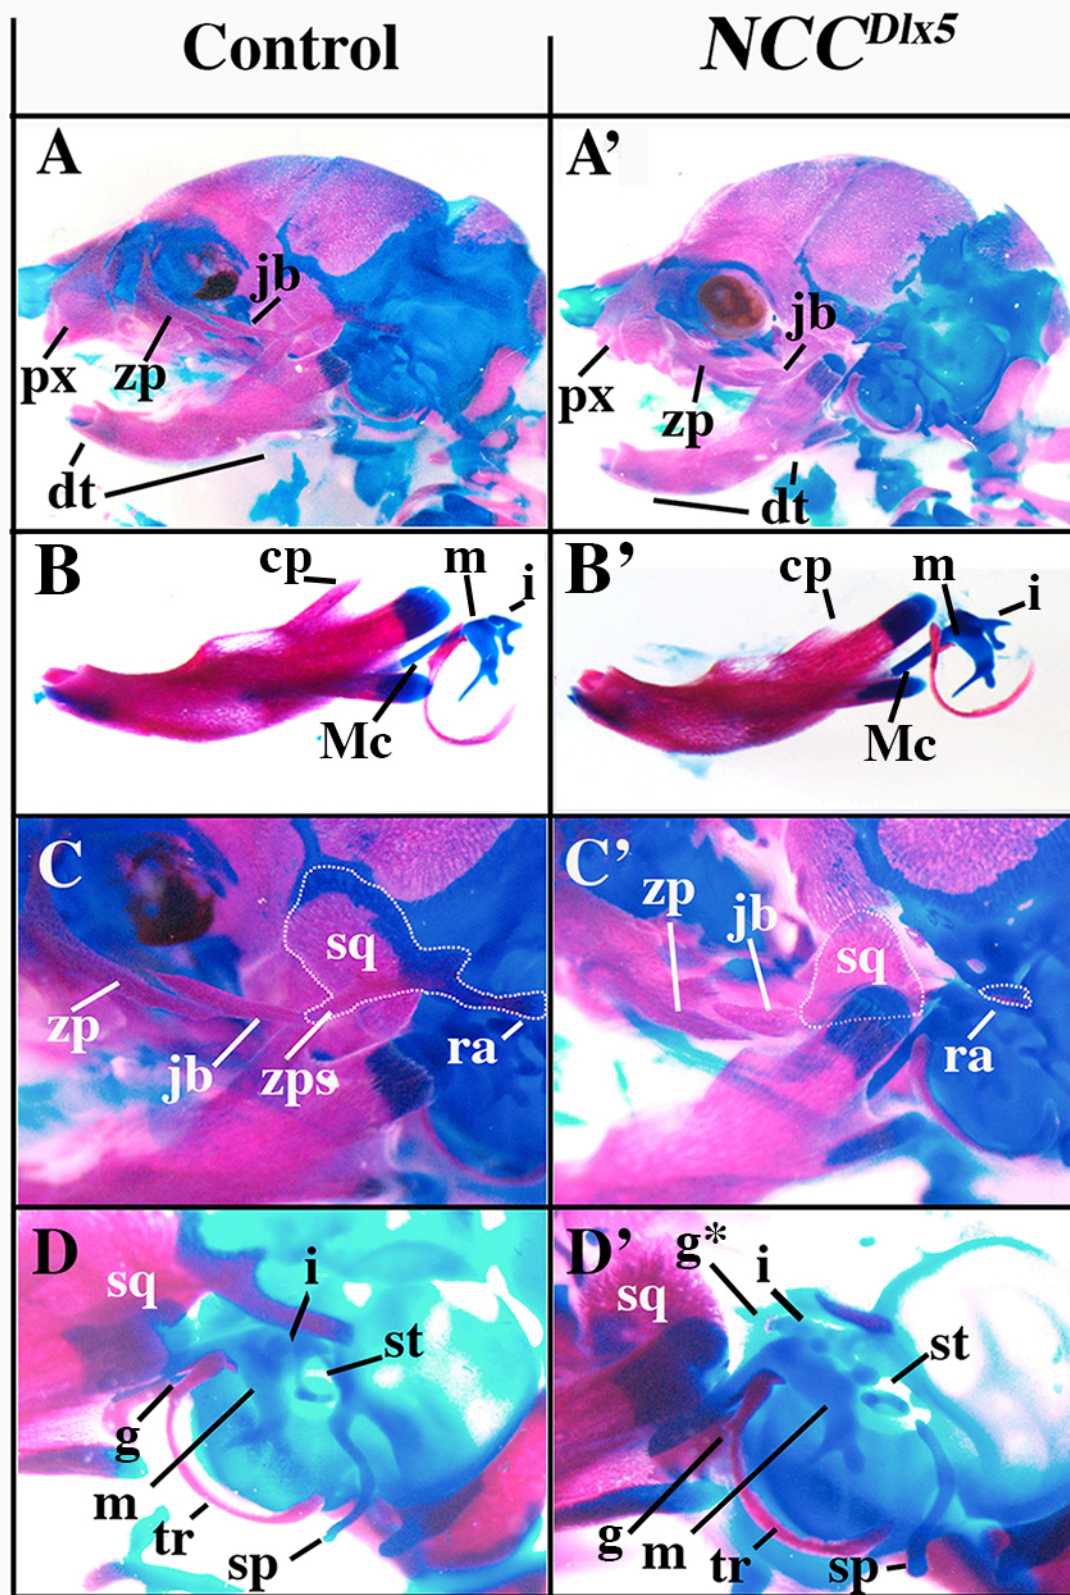 Control
NCC^Dlx5
A
jb
px
zp
dt
A’
jb
px
zp
dt
B
cp
m
i
Mc
B’
cp
m
i
Mc
C
sq
zp
jb
zps
ra
C’
zp
jb
sq
ra
D
sq
i
st
g
m
tr
sp
D’
g*
i
sq
st
g
m
tr
sp